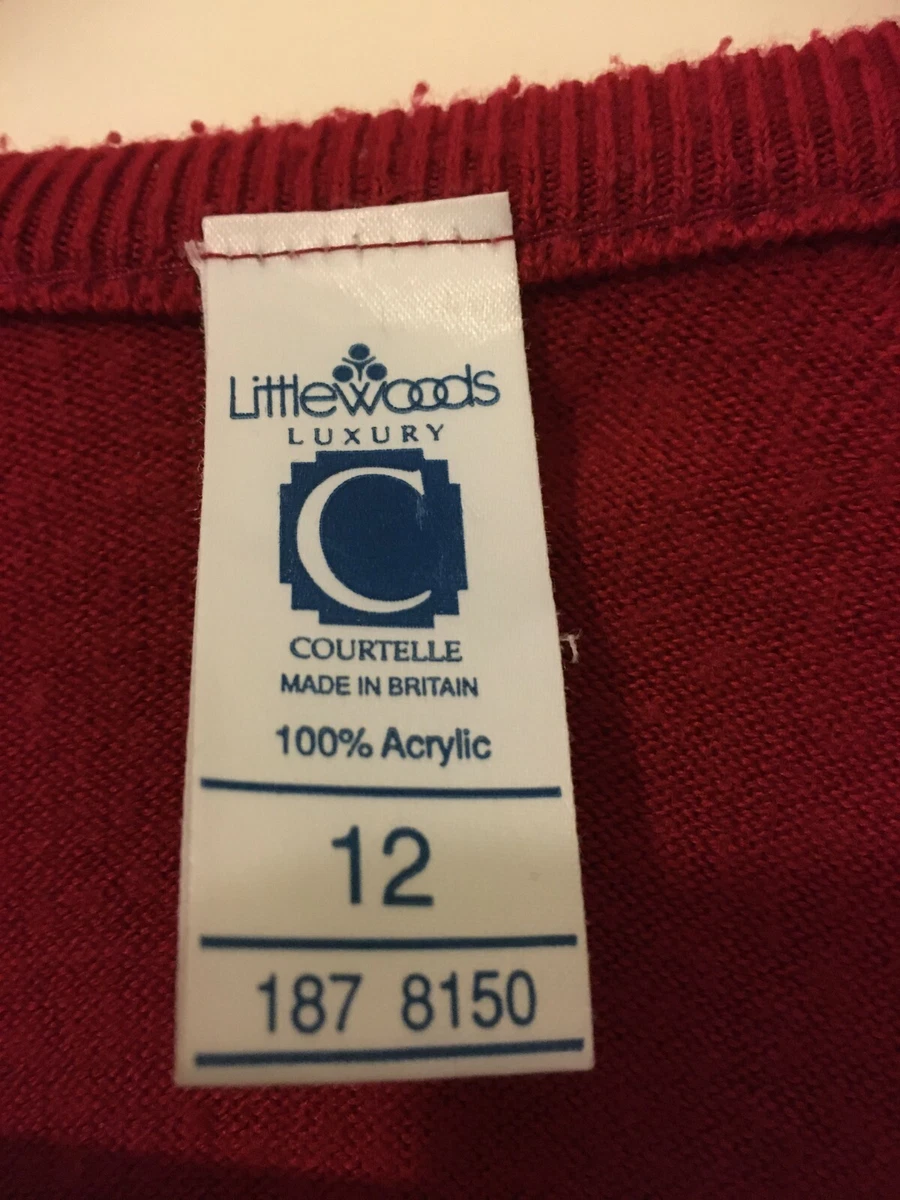 Littlewoods
LUXURY
C
COURTELLE
MADE IN BRITAIN
100% Acrylic
12
187 8150